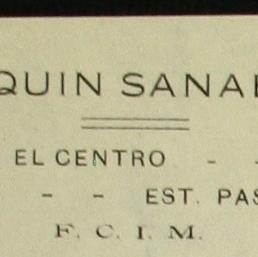 QUIN SANA
EL CENTRO - -
- - EST. PAS
F. C. I. M.